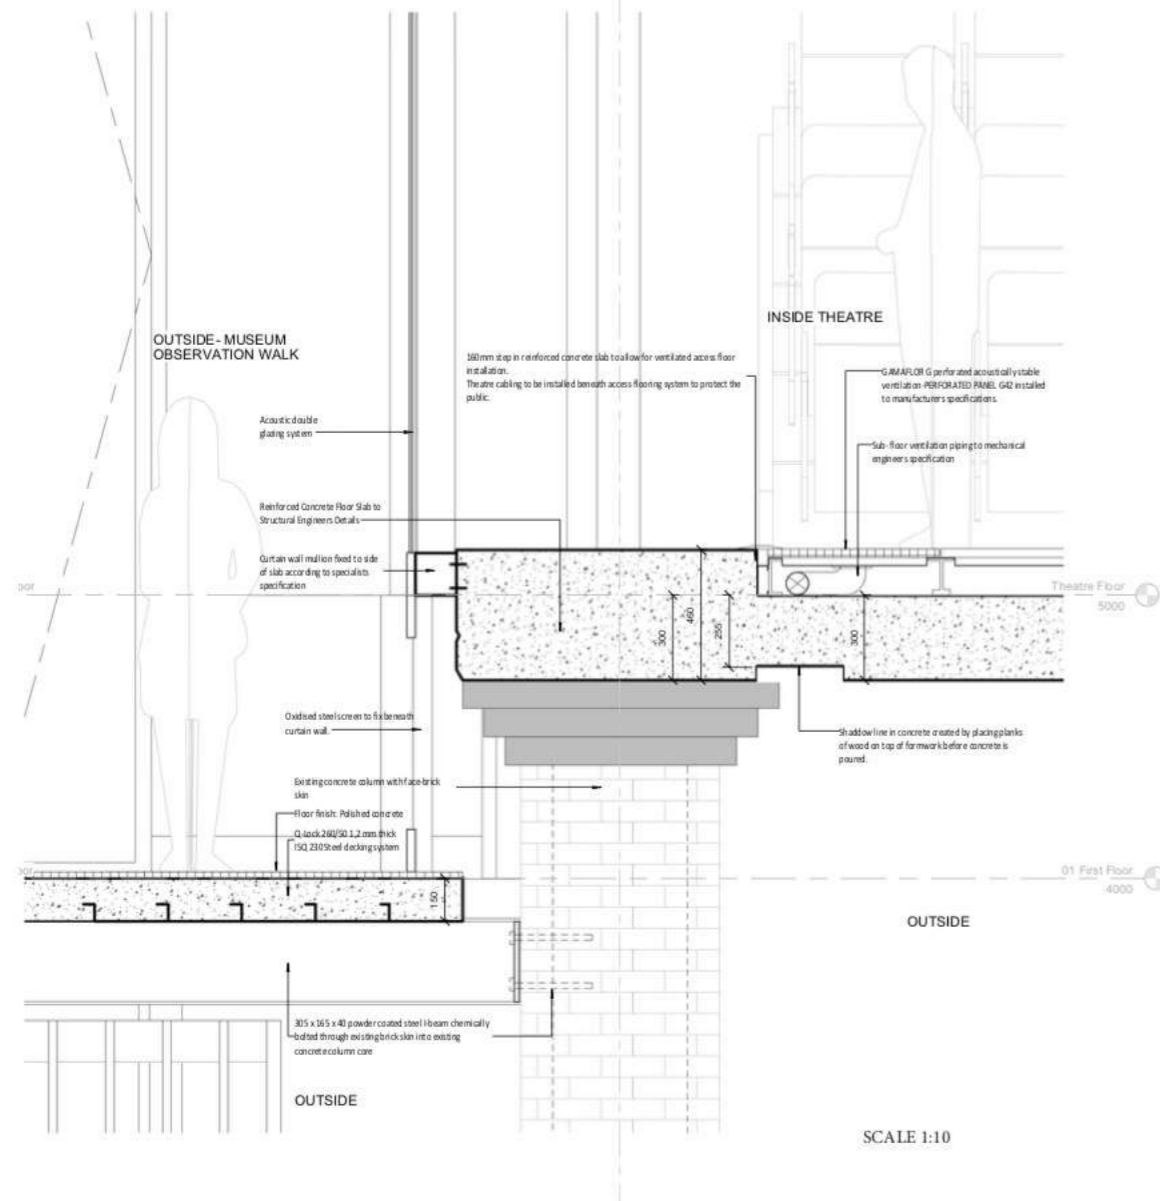 OUTSIDE - MUSEUM
OBSERVATION WALK
INSIDE THEATRE
160mm step in reinforced concrete slab to allow for ventilated access floor
installation.
Theatre cabling to be installed beneath access flooring system to protect the
public.
GAMAFLOR G perforated acoustically stable
ventilation-PERFORATED PANEL G42 installed
to manufacturers specifications.
Acoustic double
glazing system
Sub- floor ventilation piping to mechanical
engineers specification
Reinforced Concrete Floor Slab to
Structural Engineers Details
Curtain wall mullion fixed to side
of slab according to specialists
specification
oor
Theatre Floor
5000
300
460
255
300
Oxidised steel screen to fix beneath
curtain wall.
Shaddow line in concrete created by placing planks
of wood on top of formwork before concrete is
poured.
Existing concrete column with face-brick
skin
Floor finish: Polished concrete
Q-Lock 260/50 1,2 mm thick
ISQ 230 Steel decking system
oor
01 First Floor
4000
150
OUTSIDE
305 x 165 x 40 powder coated steel I-beam chemically
bolted through existing brick skin into existing
concrete column core
OUTSIDE
SCALE 1:10